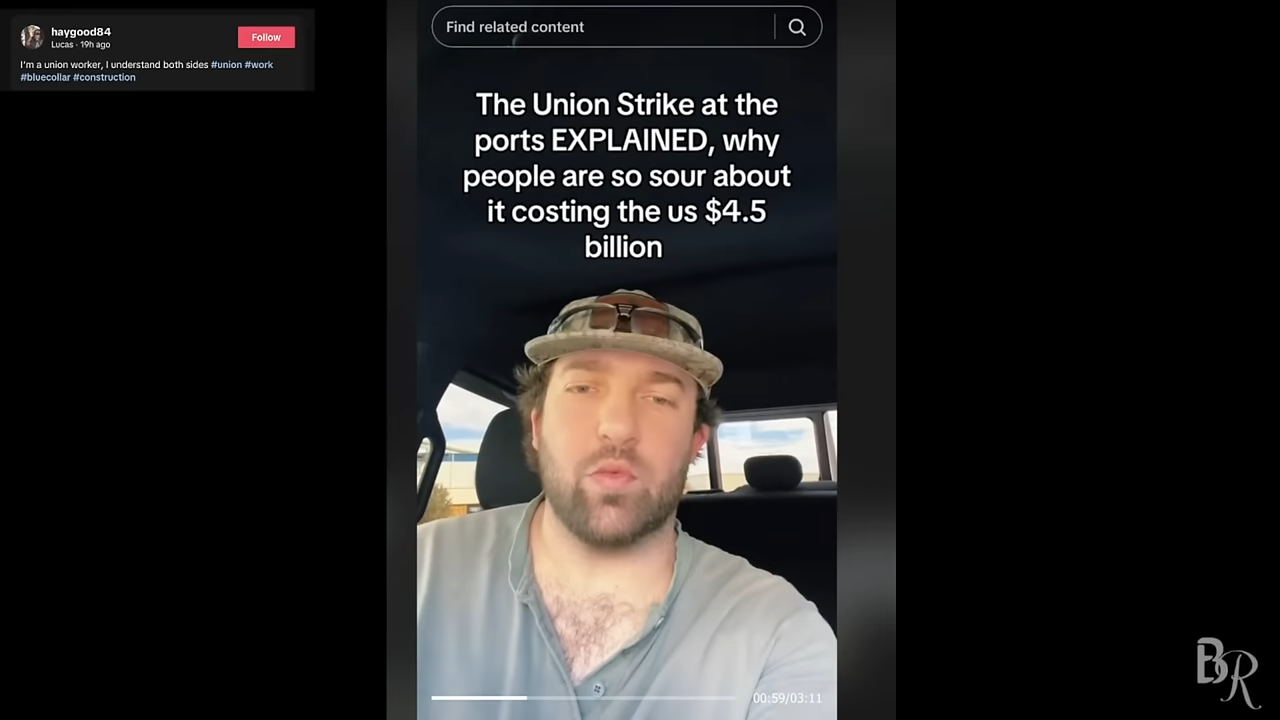 haygood84
Lucas · 19h ago
Follow
I'm a union worker, I understand both sides #union #work
#bluecollar #construction
Find related content
The Union Strike at the
ports EXPLAINED, why
people are so sour about
it costing the us $4.5
billion
00:59/03:11
BR